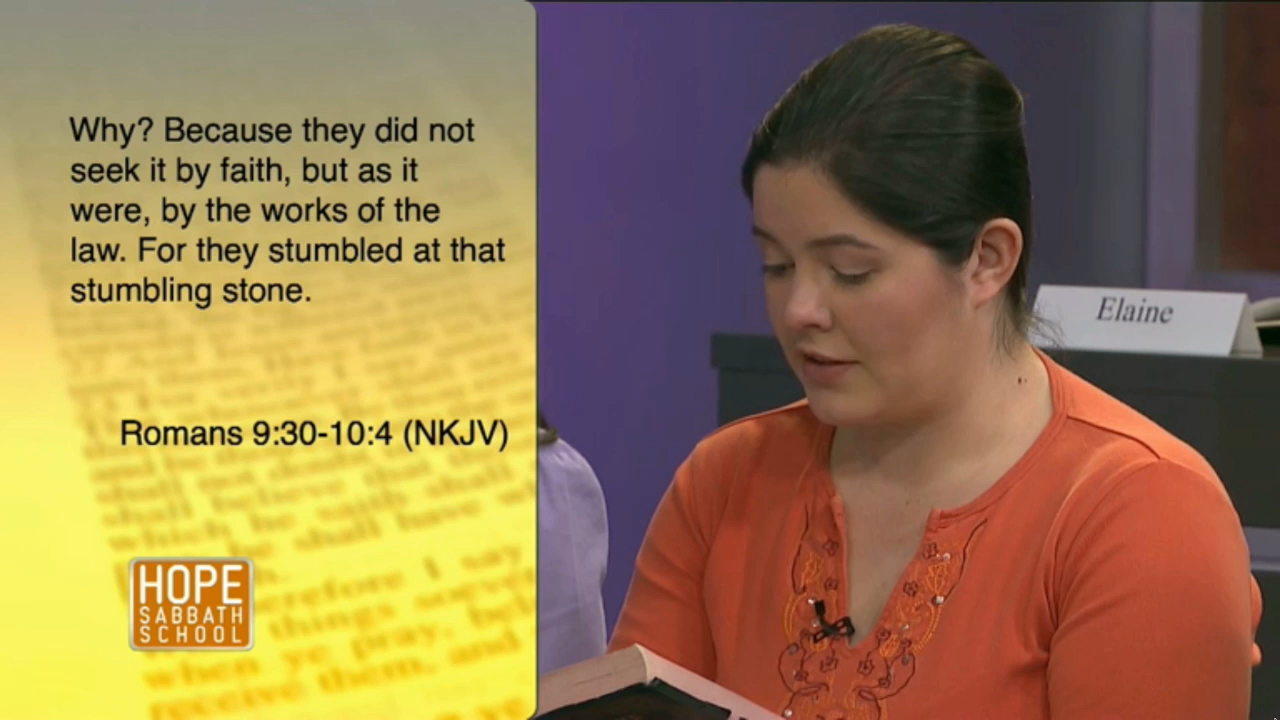 Why? Because they did not
seek it by faith, but as it
were, by the works of the
law. For they stumbled at that
stumbling stone.
Romans 9:30-10:4 (NKJV)
HOPE
SABBATH
SCHOOL
Elaine